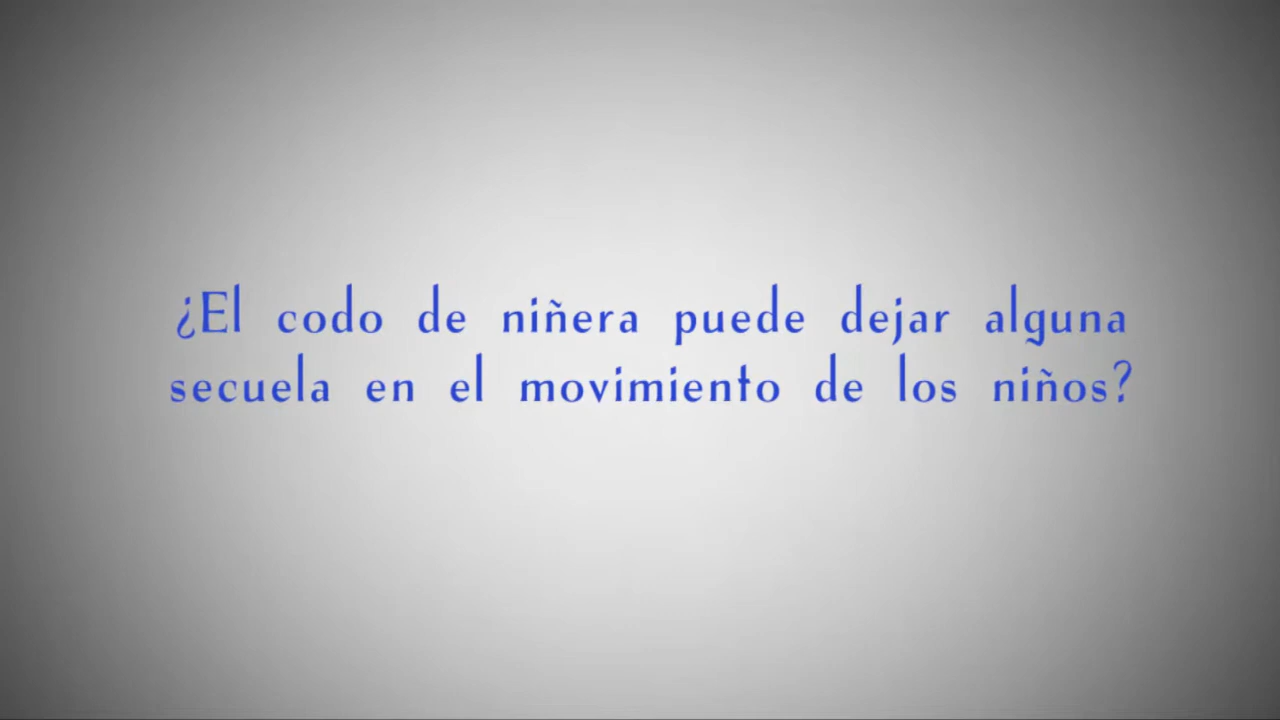 ¿El codo de niñera puede dejar alguna
secuela en el movimiento de los niños?